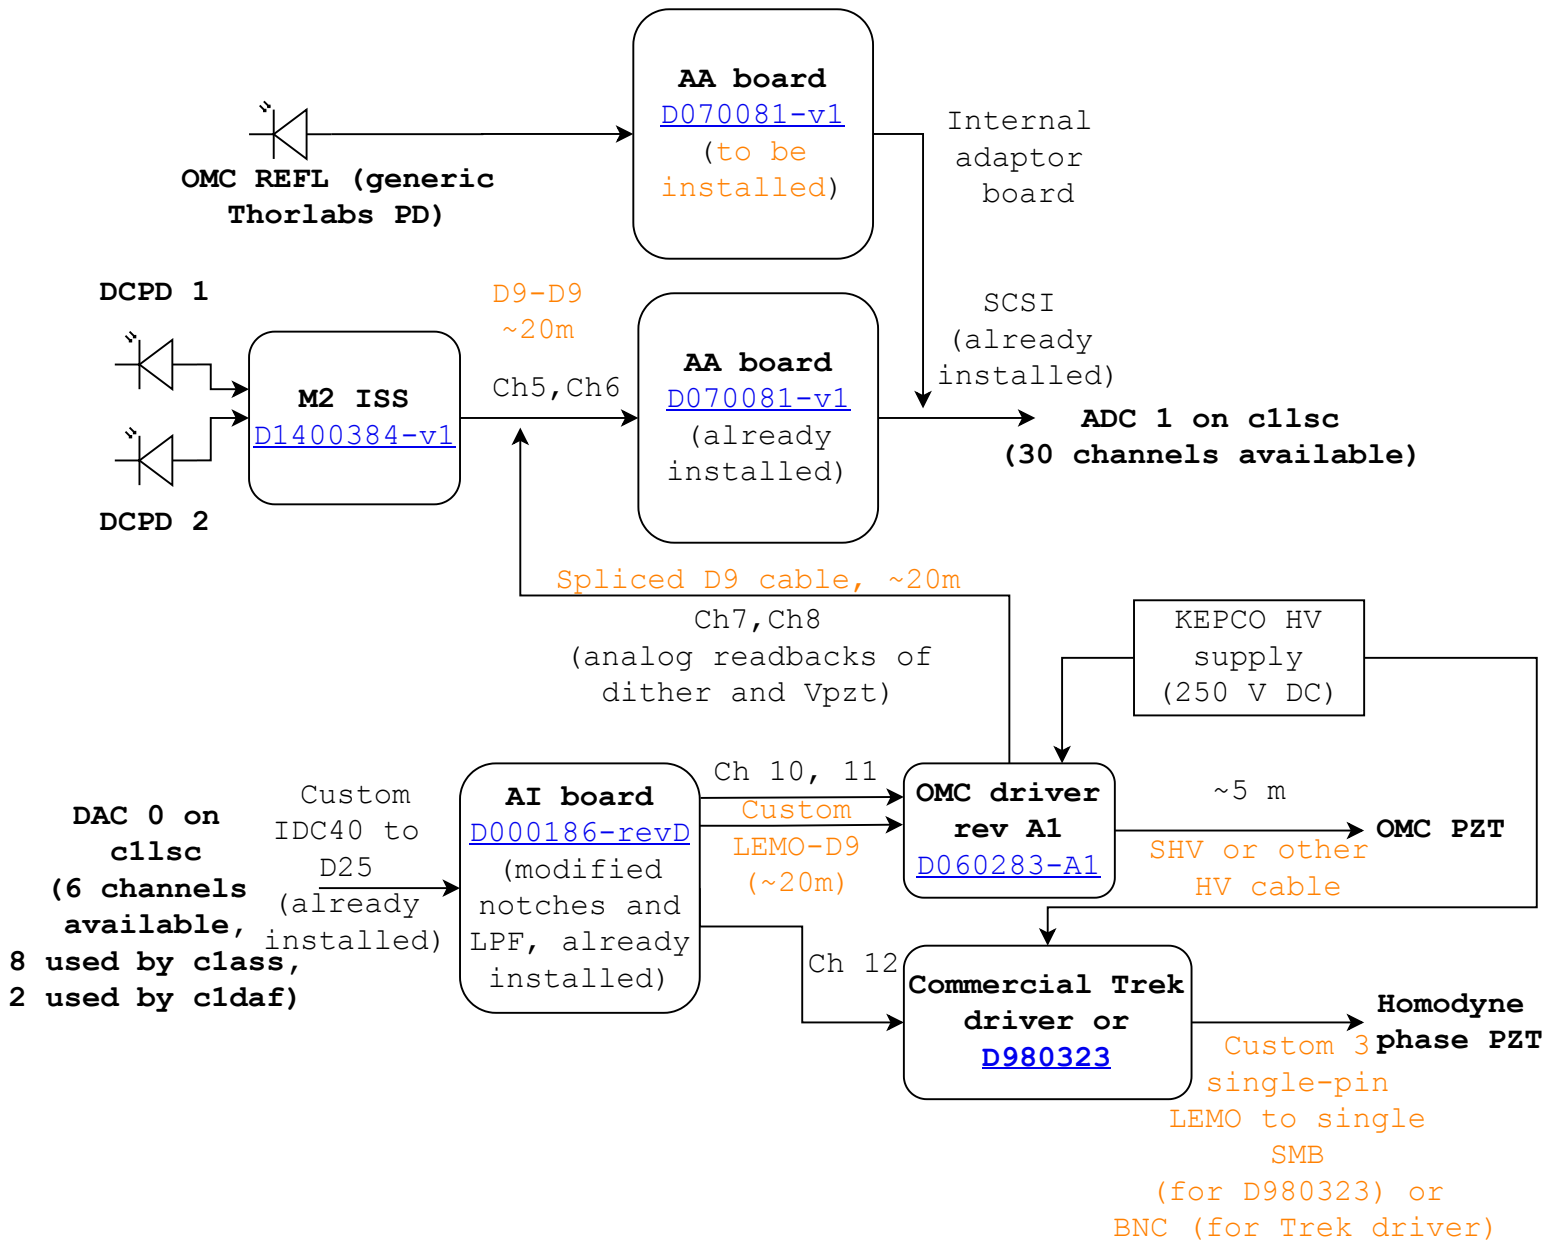 AA board
D070081-v1
(to be
installed)
Internal
adaptor
board
OMC REFL (generic
Thorlabs PD)
DCPD 1
D9-D9
~20m
SCSI
(already
installed)
M2 ISS
D1400384-v1
Ch5,Ch6
AA board
D070081-v1
(already
installed)
ADC 1 on c1lsc
(30 channels available)
DCPD 2
Spliced D9 cable, ~20m
Ch7,Ch8
(analog readbacks of
dither and Vpzt)
KEPCO HV
supply
(250 V DC)
DAC 0 on
c1lsc
(6 channels
available,
8 used by c1ass,
2 used by c1daf)
Custom
IDC40 to
D25
(already
installed)
AI board
D000186-revD
(modified
notches and
LPF, already
installed)
Ch 10, 11
Custom
LEMO-D9
(~20m)
OMC driver
rev A1
D060283-A1
~5 m
SHV or other
HV cable
OMC PZT
Ch 12
Commercial Trek
driver or
D980323
Homodyne
phase PZT
Custom 3
single-pin
LEMO to single
SMB
(for D980323) or
BNC (for Trek driver)